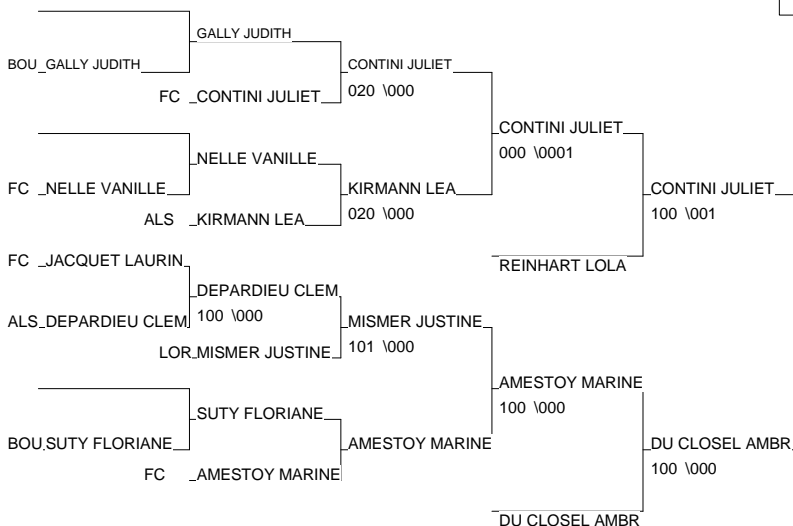 GALLY JUDITH
BOU GALLY JUDITH
CONTINI JULIET
FC CONTINI JULIET
020 \000
CONTINI JULIET
000 \0001
NELLE VANILLE
FC NELLE VANILLE
KIRMANN LEA
CONTINI JULIET
ALS KIRMANN LEA
020 \000
100 \001
FC JACQUET LAURIN
REINHART LOLA
DEPARDIEU CLEM
ALS DEPARDIEU CLEM
100 \000
MISMER JUSTINE
LOR MISMER JUSTINE
101 \000
AMESTOY MARINE
100 \000
SUTY FLORIANE
BOU SUTY FLORIANE
AMESTOY MARINE
DU CLOSEL AMBR
FC AMESTOY MARINE
100 \000
DU CLOSEL AMBR